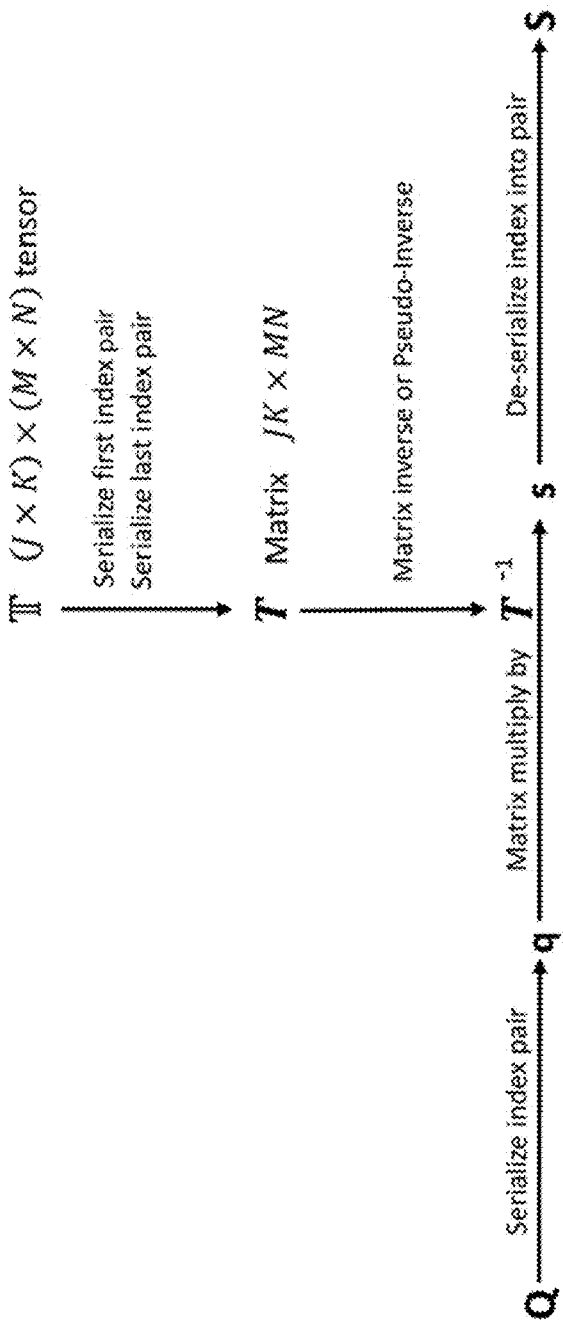 𝕋 (J × K) × (M × N) tensor
Serialize first index pair
Serialize last index pair
T Matrix JK × MN
Matrix inverse or Pseudo-Inverse
Q Serialize index pair q Matrix multiply by T⁻¹ s De-serialize index into pair S